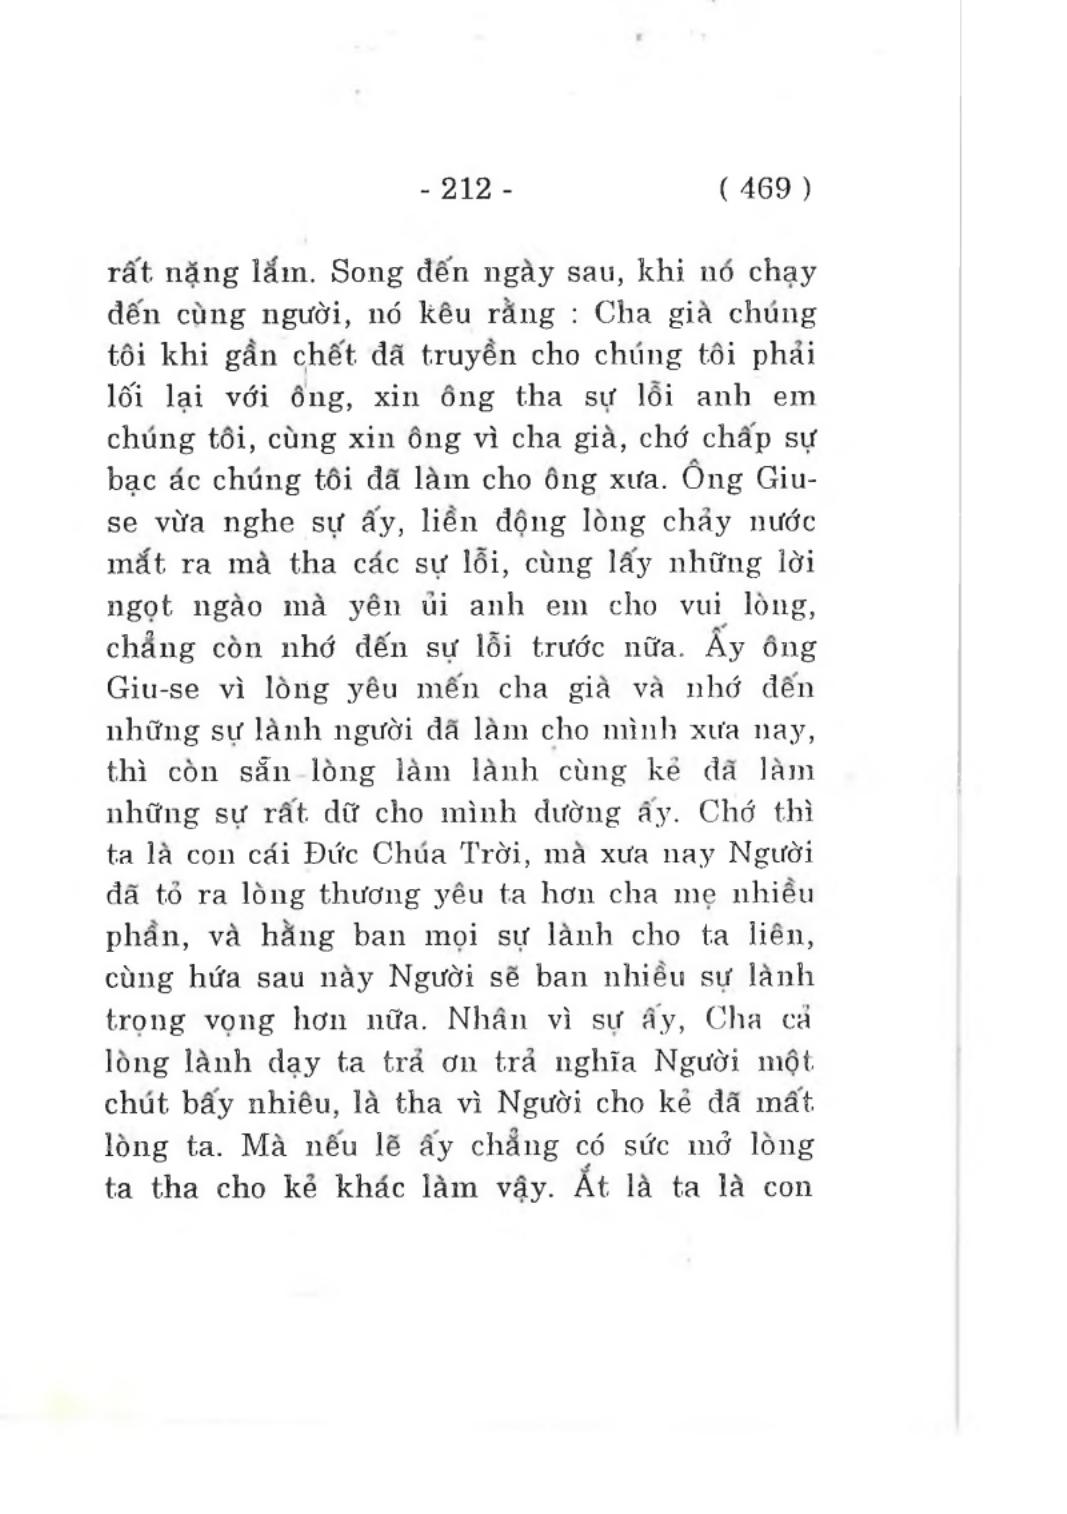 - 212 - ( 469 )
rất nặng lắm. Song đến ngày sau, khi nó chạy
đến cùng người, nó kêu rằng : Cha già chúng
tôi khi gần chết đã truyền cho chúng tôi phải
lối lại với ông, xin ông tha sự lỗi anh em
chúng tôi, cùng xin ông vì cha già, chớ chấp sự
bạc ác chúng tôi đã làm cho ông xưa. Ông Giu-
se vừa nghe sự ấy, liền động lòng chảy nước
mắt ra mà tha các sự lỗi, cùng lấy những lời
ngọt ngào mà yên ủi anh em cho vui lòng,
chẳng còn nhớ đến sự lỗi trước nữa. Ấy ông
Giu-se vì lòng yêu mến cha già và nhớ đến
những sự lành người đã làm cho mình xưa nay,
thì còn sẵn lòng làm lành cùng kẻ đã làm
những sự rất dữ cho mình dường ấy. Chớ thì
ta là con cái Đức Chúa Trời, mà xưa nay Người
đã tỏ ra lòng thương yêu ta hơn cha mẹ nhiều
phần, và hằng ban mọi sự lành cho ta liên,
cùng hứa sau này Người sẽ ban nhiều sự lành
trọng vọng hơn nữa. Nhân vì sự ấy, Cha cả
lòng lành dạy ta trả ơn trả nghĩa Người một
chút bấy nhiêu, là tha vì Người cho kẻ đã mất
lòng ta. Mà nếu lẽ ấy chẳng có sức mở lòng
ta tha cho kẻ khác làm vậy. Ắt là ta là con